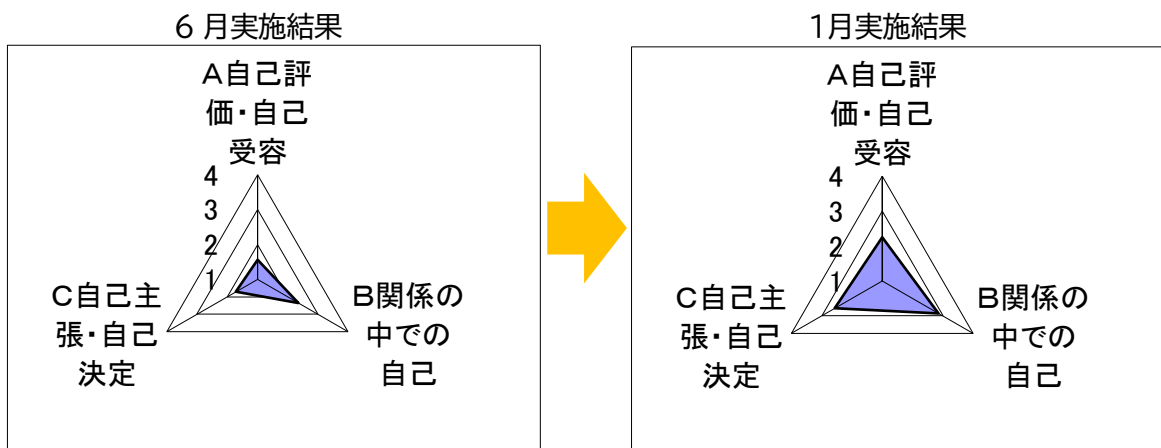 6 月実施結果
A自己評
価・自己
受容
4
3
2
1
C自己主
張・自己
決定
B関係の
中での
自己
1月実施結果
A自己評
価・自己
受容
4
3
2
1
C自己主
張・自己
決定
B関係の
中での
自己